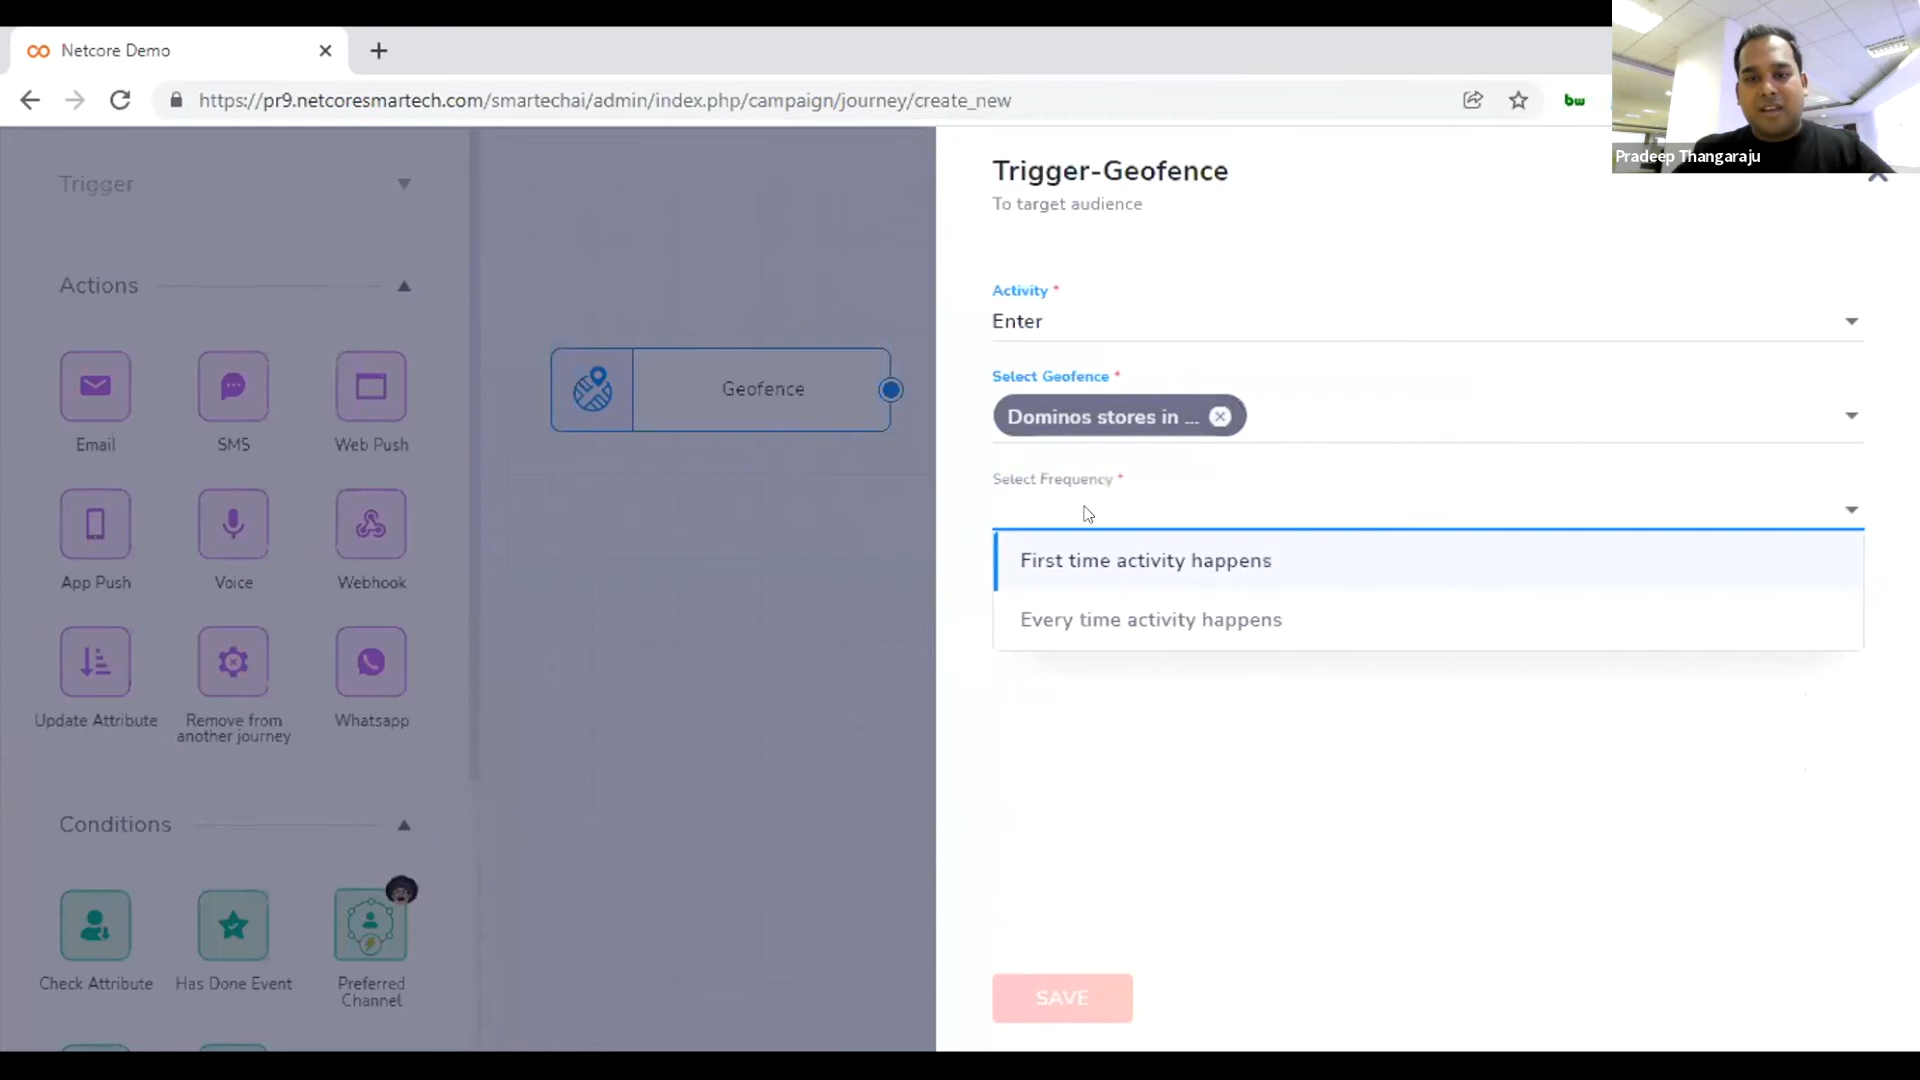 Netcore Demo
https://pr9.netcoresmartech.com/smartechai/admin/index.php/campaign/journey/create_new
bw
Pradeep Thangaraju
Trigger
Actions
Email
SMS
Web Push
App Push
Voice
Webhook
Update Attribute
Remove from
another journey
Whatsapp
Conditions
Check Attribute
Has Done Event
Preferred
Channel
Geofence
Trigger-Geofence
To target audience
Activity *
Enter
Select Geofence *
Dominos stores in ...
Select Frequency *
First time activity happens
Every time activity happens
SAVE